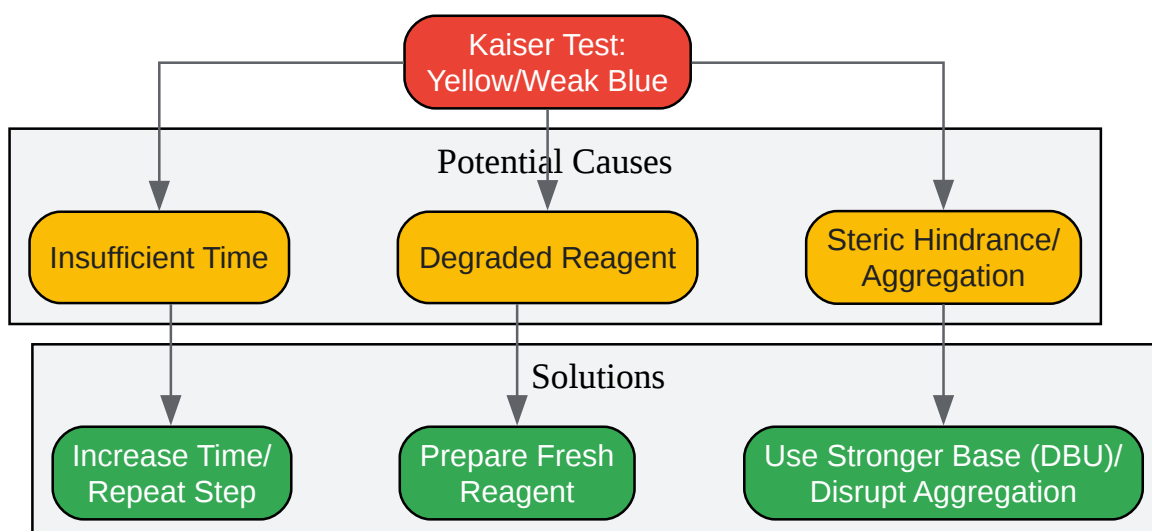 Kaiser Test:
Yellow/Weak Blue
Potential Causes
Insufficient Time
Degraded Reagent
Steric Hindrance/
Aggregation
Solutions
Increase Time/
Repeat Step
Prepare Fresh
Reagent
Use Stronger Base (DBU)/
Disrupt Aggregation